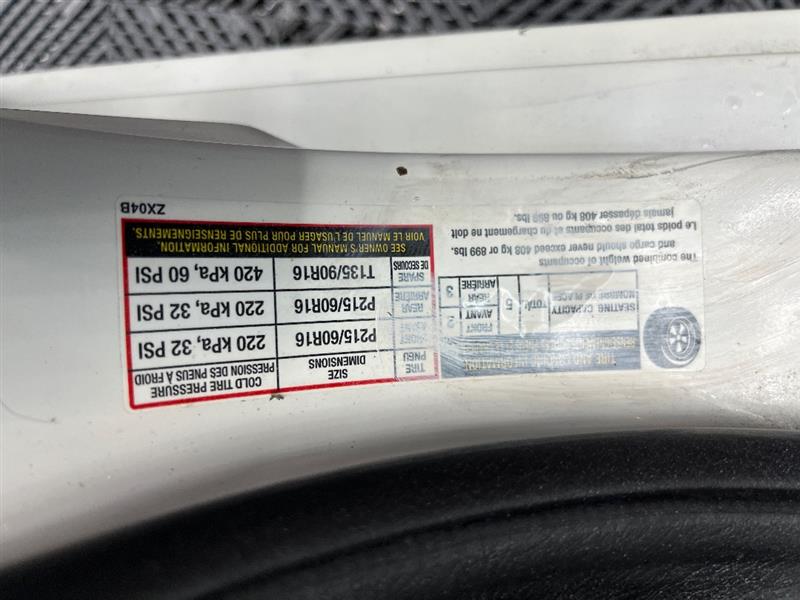 TIRE AND LOADING INFORMATION
SEATING CAPACITY
NOMBRE DE PLACES
TOTAL 5
FRONT
AVANT 2
REAR
ARRIÈRE 3
The combined weight of occupants
and cargo should never exceed 408 kg or 899 lbs.
Le poids total des occupants et du chargement ne doit
jamais dépasser 408 kg ou 899 lbs.
TIRE
PNEU
SIZE
DIMENSIONS
COLD TIRE PRESSURE
PRESSION DES PNEUS À FROID
FRONT
AVANT
P215/60R16
220 kPa, 32 PSI
REAR
ARRIÈRE
P215/60R16
220 kPa, 32 PSI
SPARE
DE SECOURS
T135/90R16
420 kPa, 60 PSI
SEE OWNER'S MANUAL FOR ADDITIONAL INFORMATION.
VOIR LE MANUEL DE L'USAGER POUR PLUS DE RENSEIGNEMENTS.
ZX04B